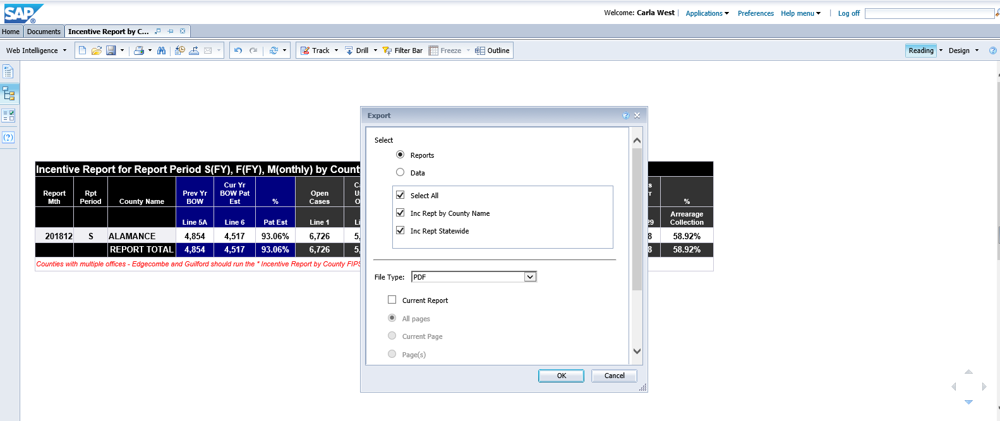 SAP ®
Welcome: Carla West | Applications Preferences Help menu | Log off
Home Documents Incentive Report by C...
Web Intelligence Track Drill Filter Bar Freeze Outline Reading Design
Export
Select
Reports
Data
Select All
Inc Rept by County Name
Inc Rept Statewide
File Type: PDF
Current Report
All pages
Current Page
Page(s)
OK Cancel
Incentive Report for Report Period S(FY), F(FY), M(onthly) by Count
Report Mth Rpt Period County Name Prev Yr BOW Cur Yr BOW Pat Est % Open Cases %
Line 5A Line 6 Pat Est Line 1 29 Arrearage Collection
201812 S ALAMANCE 4,854 4,517 93.06% 6,726 5, 8 58.92%
REPORT TOTAL 4,854 4,517 93.06% 6,726 5, 8 58.92%
Counties with multiple offices - Edgecombe and Guilford should run the " Incentive Report by County FIPS